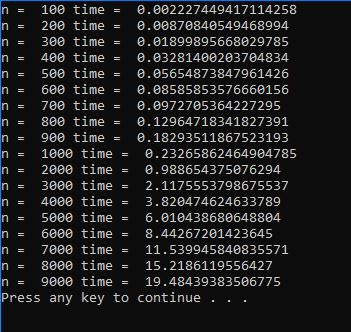 n =  100 time =  0.002227449417114258
n =  200 time =  0.00870840549468994
n =  300 time =  0.01899895668029785
n =  400 time =  0.03281400203704834
n =  500 time =  0.05654873847961426
n =  600 time =  0.08585853576660156
n =  700 time =  0.0972705364227295
n =  800 time =  0.12964718341827391
n =  900 time =  0.18293511867523193
n =  1000 time =  0.23265862464904785
n =  2000 time =  0.988654375076294
n =  3000 time =  2.1175553798675537
n =  4000 time =  3.820474624633789
n =  5000 time =  6.010438680648804
n =  6000 time =  8.44267201423645
n =  7000 time =  11.539945840835571
n =  8000 time =  15.2186119556427
n =  9000 time =  19.48439383506775
Press any key to continue . . .